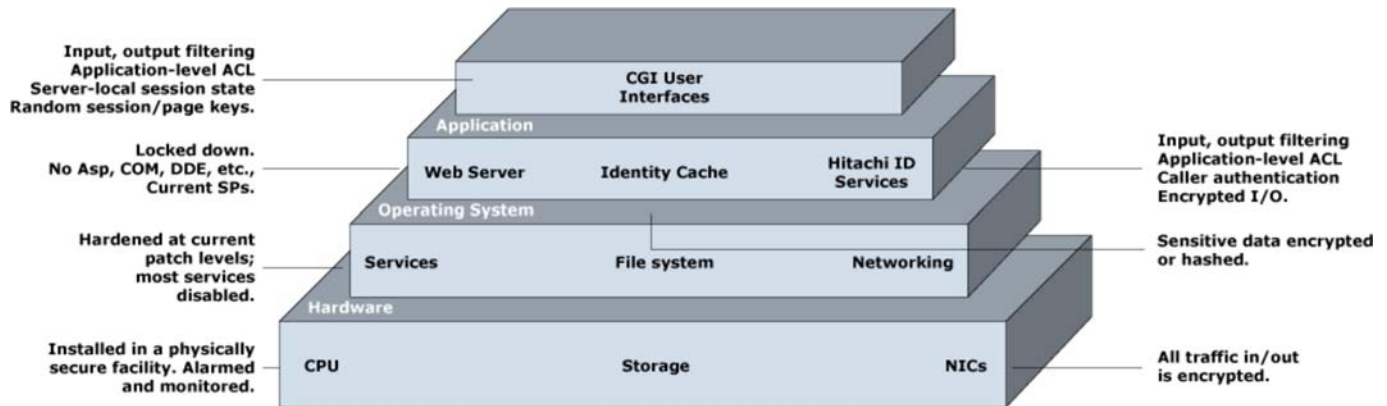 Input, output filtering
Application-level ACL
Server-local session state
Random session/page keys.
CGI User
Interfaces
Application
Locked down.
No Asp, COM, DDE, etc.,
Current SPs.
Web Server
Identity Cache
Hitachi ID
Services
Input, output filtering
Application-level ACL
Caller authentication
Encrypted I/O.
Operating System
Hardened at current
patch levels;
most services
disabled.
Services
File system
Networking
Sensitive data encrypted
or hashed.
Hardware
Installed in a physically
secure facility. Alarmed
and monitored.
CPU
Storage
NICs
All traffic in/out
is encrypted.